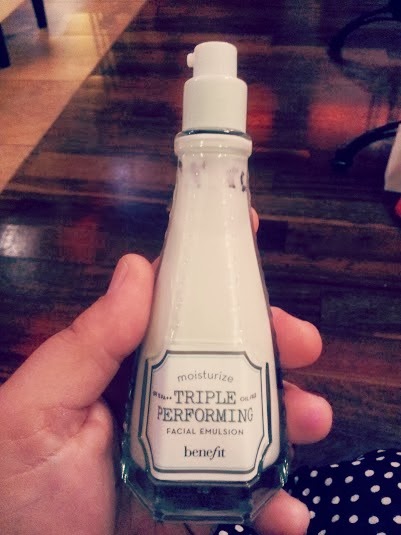 moisturize
TRIPLE
PERFORMING
FACIAL EMULSION
benefit